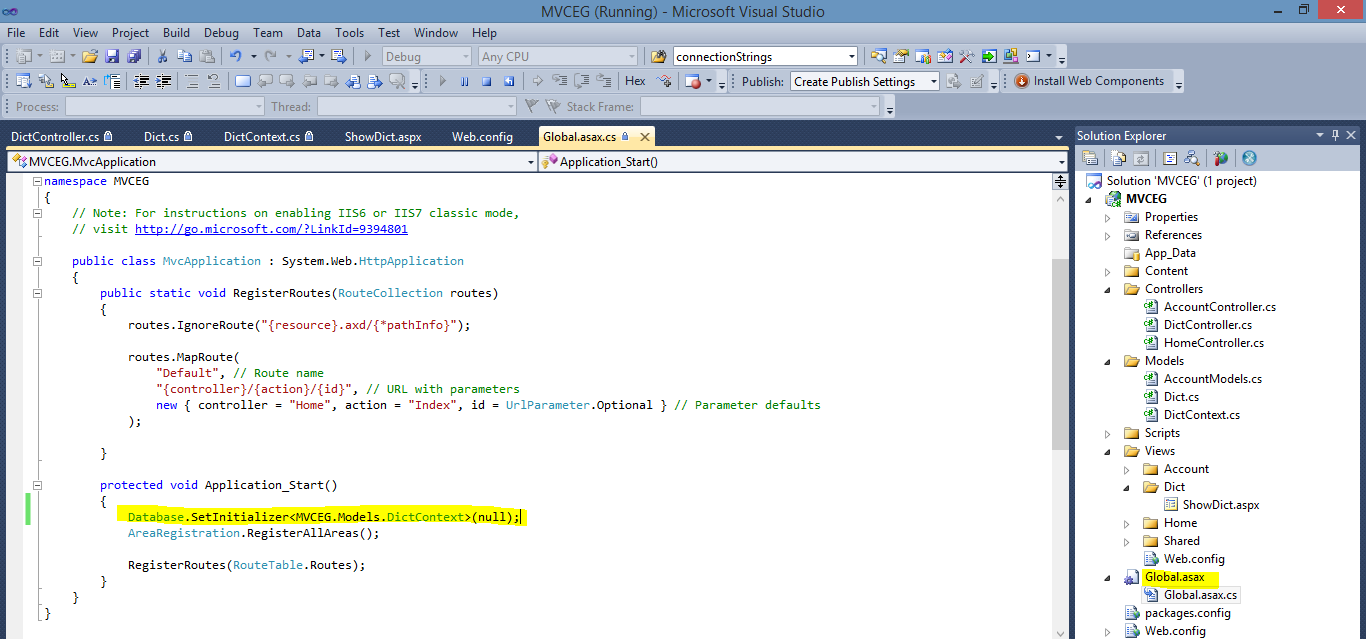 MVCEG (Running) - Microsoft Visual Studio
File Edit View Project Build Debug Team Data Tools Test Window Help
Debug Any CPU connectionStrings
Hex Publish: Create Publish Settings Install Web Components
Process: Thread: Stack Frame:
DictController.cs Dict.cs DictContext.cs ShowDict.aspx Web.config Global.asax.cs
MVCEG.MvcApplication Application_Start()
namespace MVCEG
{
// Note: For instructions on enabling IIS6 or IIS7 classic mode,
// visit http://go.microsoft.com/?LinkId=9394801
public class MvcApplication : System.Web.HttpApplication
{
public static void RegisterRoutes(RouteCollection routes)
{
routes.IgnoreRoute("{resource}.axd/{*pathInfo}");
routes.MapRoute(
"Default", // Route name
"{controller}/{action}/{id}", // URL with parameters
new { controller = "Home", action = "Index", id = UrlParameter.Optional } // Parameter defaults
);
}
protected void Application_Start()
{
Database.SetInitializer<MVCEG.Models.DictContext>(null);
AreaRegistration.RegisterAllAreas();
RegisterRoutes(RouteTable.Routes);
}
}
}
Solution Explorer
Solution 'MVCEG' (1 project)
MVCEG
Properties
References
App_Data
Content
Controllers
AccountController.cs
DictController.cs
HomeController.cs
Models
AccountModels.cs
Dict.cs
DictContext.cs
Scripts
Views
Account
Dict
ShowDict.aspx
Home
Shared
Web.config
Global.asax
Global.asax.cs
packages.config
Web.config